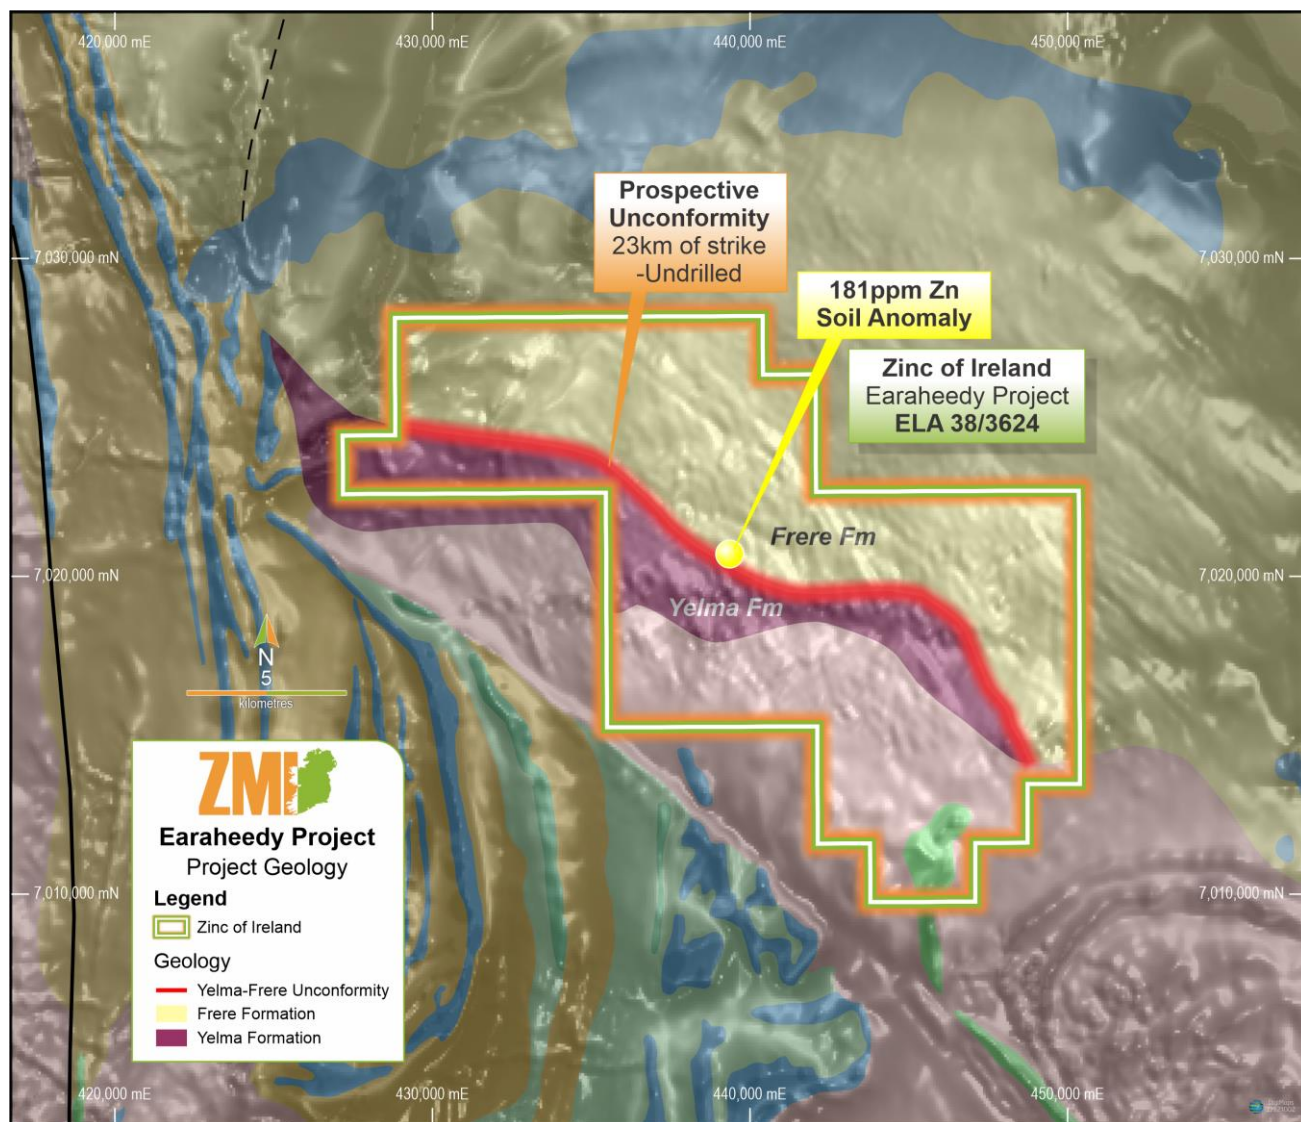 420,000 mE
430,000 mE
440,000 mE
450,000 mE
Prospective
Unconformity
23km of strike
-Undrilled
7,030,000 mN
7,030,000 mN
181ppm Zn
Soil Anomaly
Zinc of Ireland
Earaheedy Project
ELA 38/3624
Frere Fm
7,020,000 mN
7,020,000 mN
Yelma Fm
N
5
kilometres
ZMI
Earaheedy Project
Project Geology
Legend
Zinc of Ireland
Geology
Yelma-Frere Unconformity
Frere Formation
Yelma Formation
7,010,000 mN
7,010,000 mN
420,000 mE
430,000 mE
440,000 mE
450,000 mE